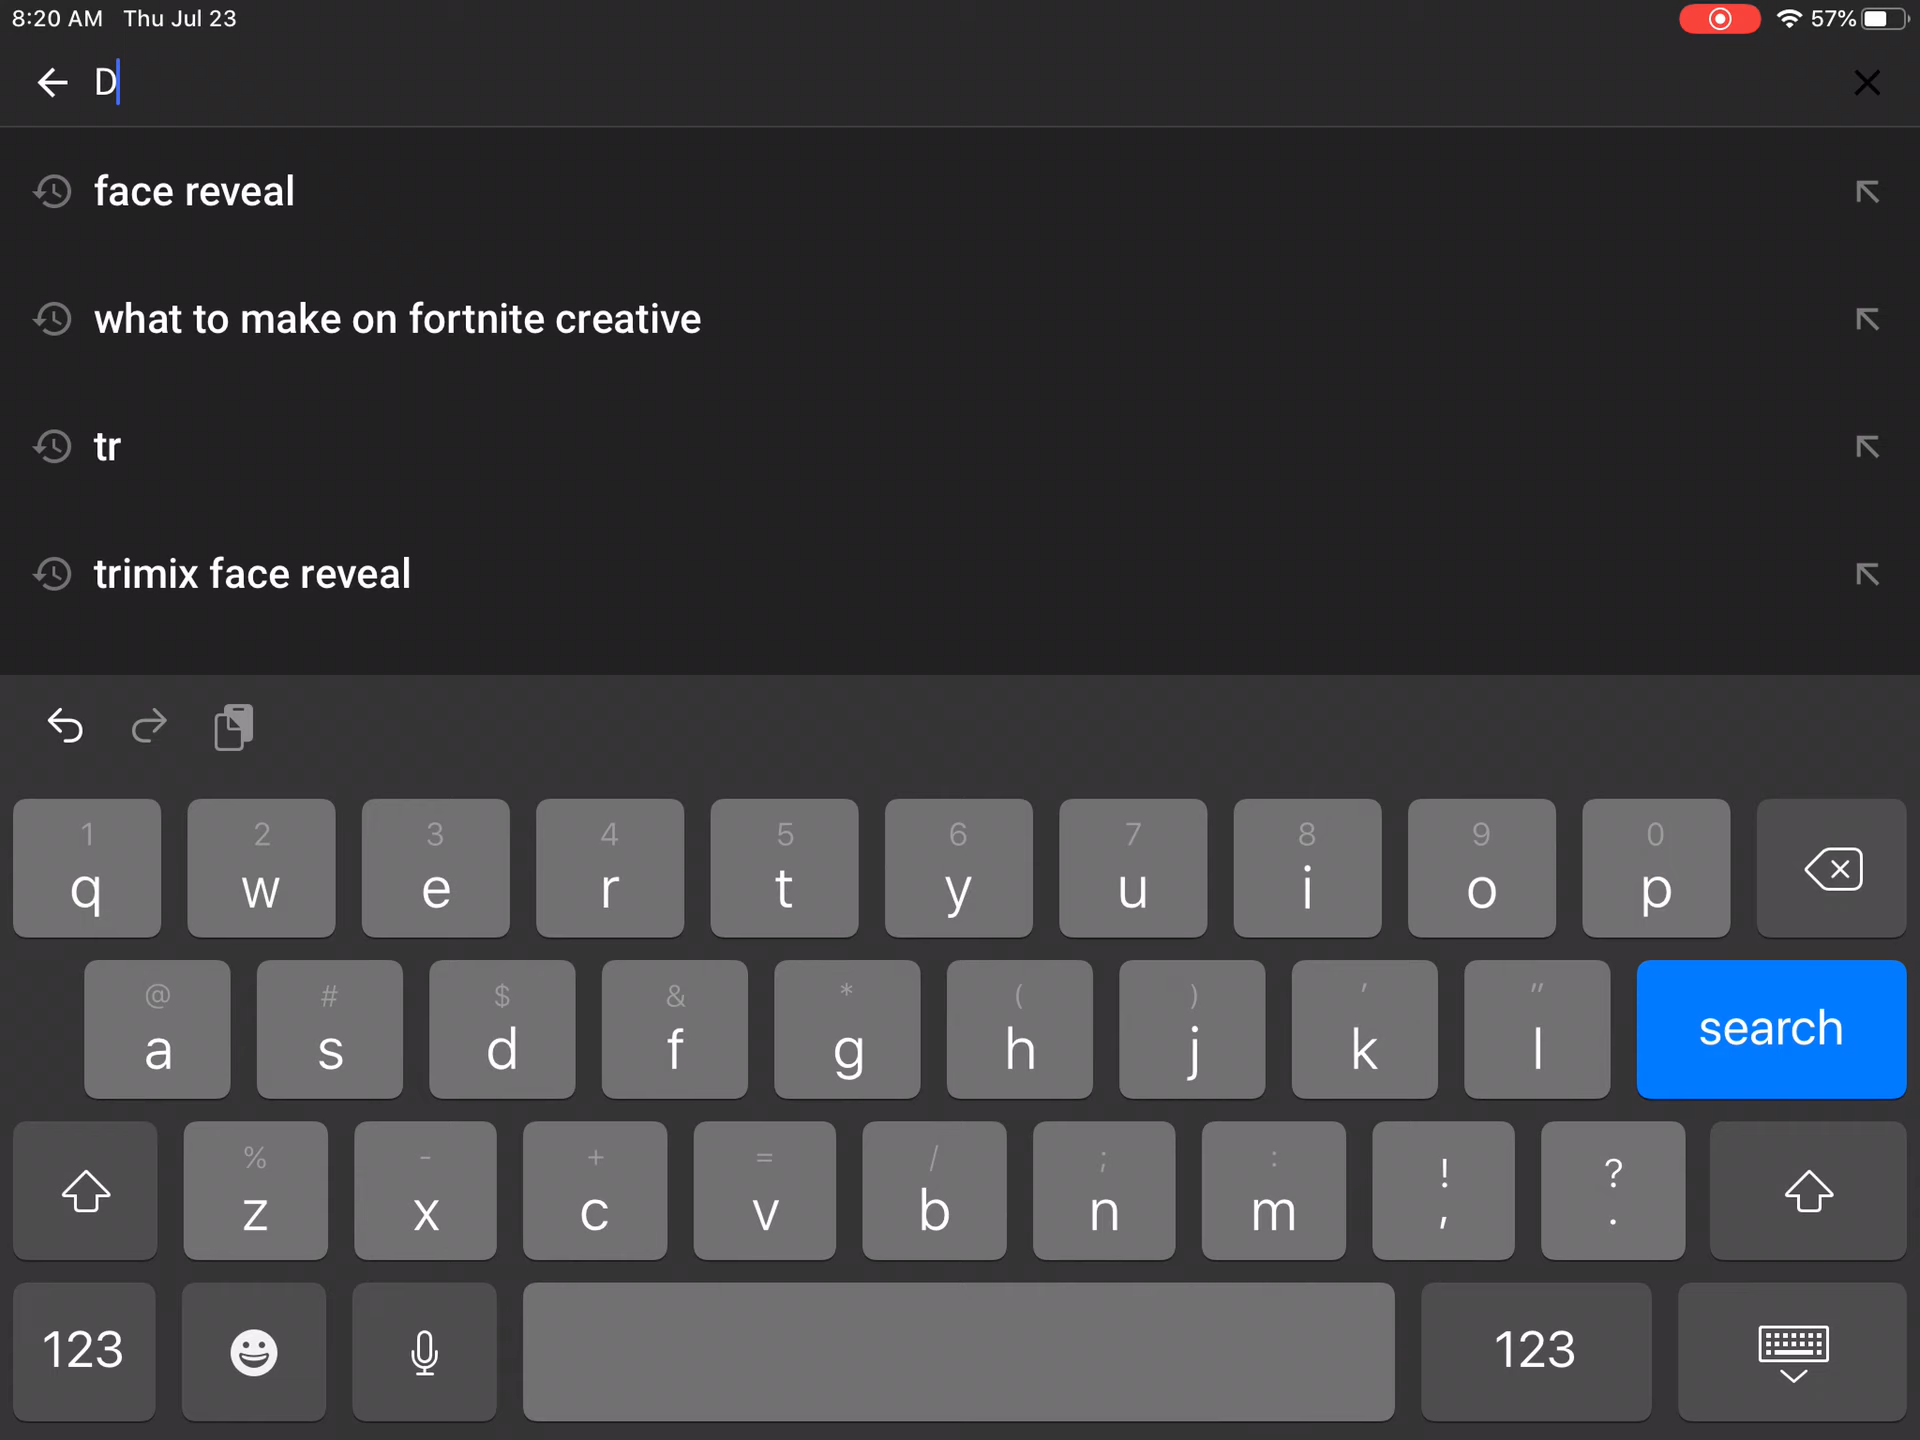 8:20 AM Thu Jul 23 57%
D
face reveal
what to make on fortnite creative
tr
trimix face reveal
1 2 3 4 5 6 7 8 9 0
q w e r t y u i o p
@ # $ & * ( ) ' "
a s d f g h j k l search
% - + = / ; : ! ?
z x c v b n m , .
123 123